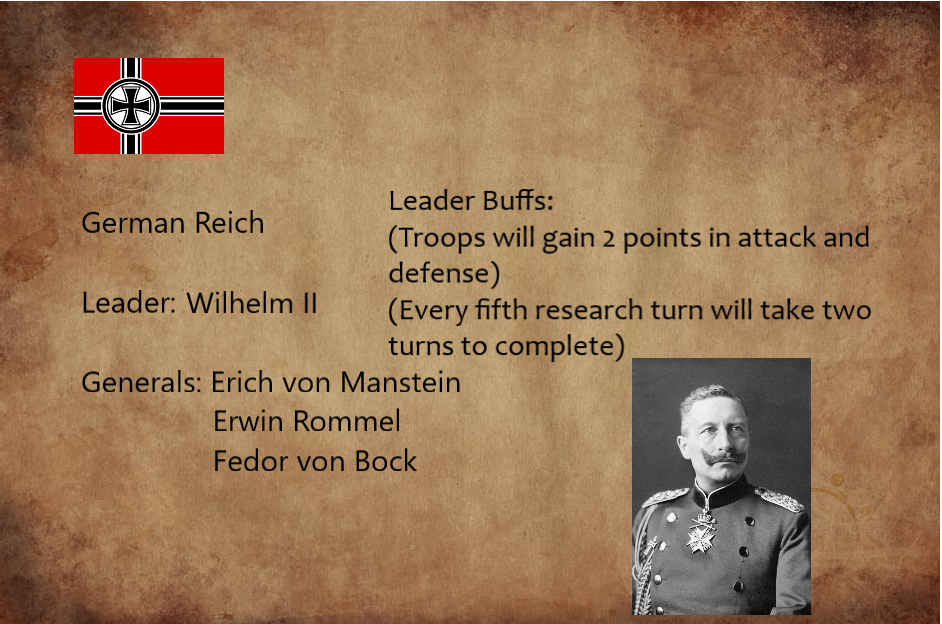 German Reich
Leader: Wilhelm II
Generals: Erich von Manstein
Erwin Rommel
Fedor von Bock
Leader Buffs:
(Troops will gain 2 points in attack and
defense)
(Every fifth research turn will take two
turns to complete)